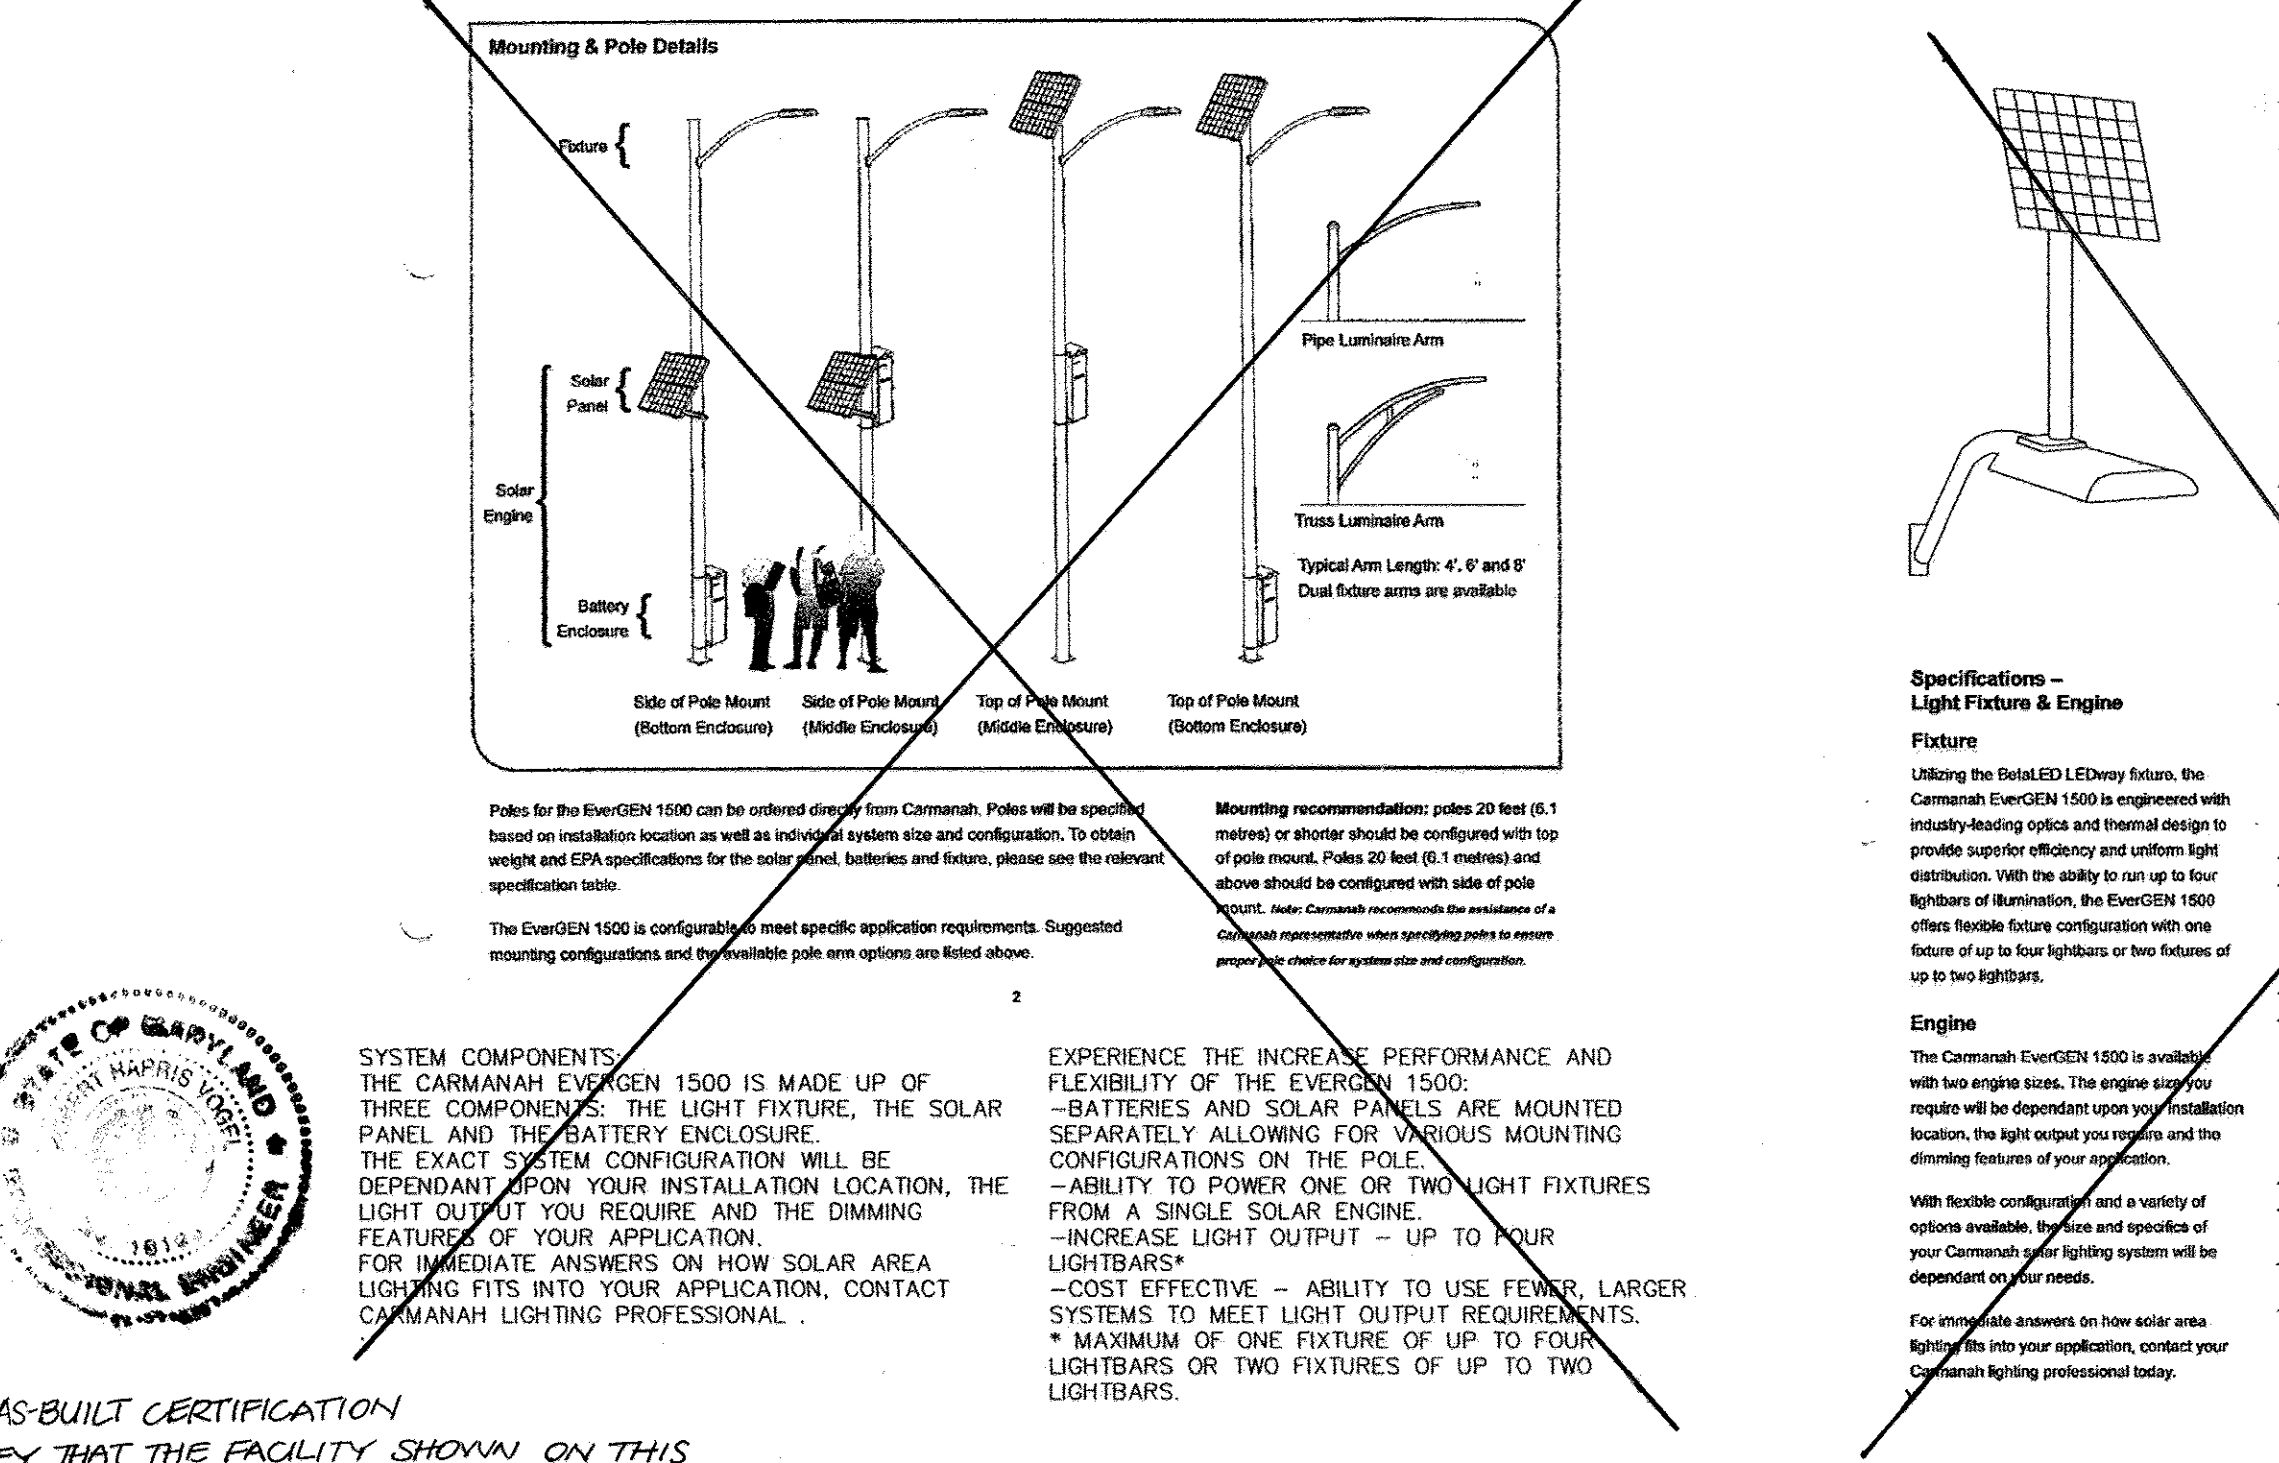 Mounting & Pole Details
Fixture
Solar
Panel
Solar
Engine
Battery
Enclosure
Pipe Luminaire Arm
Truss Luminaire Arm
Typical Arm Length: 4', 6' and 8'
Dual fixture arms are available
Side of Pole Mount
(Bottom Enclosure)
Side of Pole Mount
(Middle Enclosure)
Top of Pole Mount
(Middle Enclosure)
Top of Pole Mount
(Bottom Enclosure)
Poles for the EverGEN 1500 can be ordered directly from Carmanah. Poles will be specified
based on installation location as well as individual system size and configuration. To obtain
weight and EPA specifications for the solar panel, batteries and fixture, please see the relevant
specification table.
The EverGEN 1500 is configurable to meet specific application requirements. Suggested
mounting configurations and the available pole arm options are listed above.
Mounting recommendation: poles 20 feet (6.1
metres) or shorter should be configured with top
of pole mount. Poles 20 feet (6.1 metres) and
above should be configured with side of pole
mount. Note: Carmanah recommends the assistance of a
Carmanah representative when specifying poles to ensure
proper pole choice for system size and configuration.
2
STATE OF MARYLAND
HARRIS VOGEL
ENGINEER
SYSTEM COMPONENTS:
THE CARMANAH EVERGEN 1500 IS MADE UP OF
THREE COMPONENTS: THE LIGHT FIXTURE, THE SOLAR
PANEL AND THE BATTERY ENCLOSURE.
THE EXACT SYSTEM CONFIGURATION WILL BE
DEPENDANT UPON YOUR INSTALLATION LOCATION, THE
LIGHT OUTPUT YOU REQUIRE AND THE DIMMING
FEATURES OF YOUR APPLICATION.
FOR IMMEDIATE ANSWERS ON HOW SOLAR AREA
LIGHTING FITS INTO YOUR APPLICATION, CONTACT
CARMANAH LIGHTING PROFESSIONAL .
EXPERIENCE THE INCREASE PERFORMANCE AND
FLEXIBILITY OF THE EVERGEN 1500:
-BATTERIES AND SOLAR PANELS ARE MOUNTED
SEPARATELY ALLOWING FOR VARIOUS MOUNTING
CONFIGURATIONS ON THE POLE.
-ABILITY TO POWER ONE OR TWO LIGHT FIXTURES
FROM A SINGLE SOLAR ENGINE.
-INCREASE LIGHT OUTPUT - UP TO FOUR
LIGHTBARS*
-COST EFFECTIVE - ABILITY TO USE FEWER, LARGER
SYSTEMS TO MEET LIGHT OUTPUT REQUIREMENTS.
* MAXIMUM OF ONE FIXTURE OF UP TO FOUR
LIGHTBARS OR TWO FIXTURES OF UP TO TWO
LIGHTBARS.
AS-BUILT CERTIFICATION
THAT THE FACILITY SHOWN ON THIS
Specifications –
Light Fixture & Engine
Fixture
Utilizing the BetaLED LEDway fixture, the
Carmanah EverGEN 1500 is engineered with
industry-leading optics and thermal design to
provide superior efficiency and uniform light
distribution. With the ability to run up to four
lightbars of illumination, the EverGEN 1500
offers flexible fixture configuration with one
fixture of up to four lightbars or two fixtures of
up to two lightbars.
Engine
The Carmanah EverGEN 1500 is available
with two engine sizes. The engine size you
require will be dependant upon your installation
location, the light output you require and the
dimming features of your application.
With flexible configuration and a variety of
options available, the size and specifics of
your Carmanah solar lighting system will be
dependant on your needs.
For immediate answers on how solar area
lighting fits into your application, contact your
Carmanah lighting professional today.